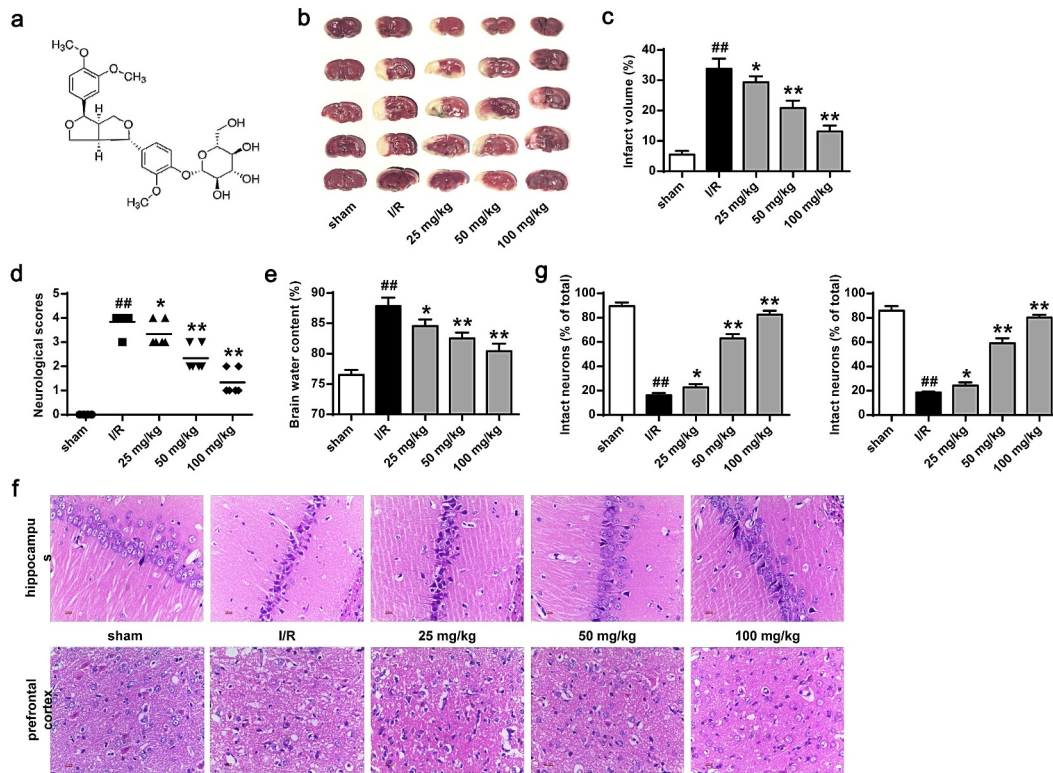 a
H₃C
O
O
CH₃
H
O
O
H
O
H₃C
O
O
OH
OH
OH
OH
b
sham
I/R
25 mg/kg
50 mg/kg
100 mg/kg
c
Infarct volume (%)
40
30
20
10
0
##
*
**
**
sham
I/R
25 mg/kg
50 mg/kg
100 mg/kg
d
Neurological scores
5
4
3
2
1
0
##
*
**
**
sham
I/R
25 mg/kg
50 mg/kg
100 mg/kg
e
Brain water content (%)
90
85
80
75
70
##
*
**
**
sham
I/R
25 mg/kg
50 mg/kg
100 mg/kg
g
Intact neurons (% of total)
100
80
60
40
20
0
##
*
**
**
sham
I/R
25 mg/kg
50 mg/kg
100 mg/kg
Intact neurons (% of total)
100
80
60
40
20
0
##
*
**
**
sham
I/R
25 mg/kg
50 mg/kg
100 mg/kg
f
hippocampu
s
sham
I/R
25 mg/kg
50 mg/kg
100 mg/kg
prefrontal
cortex